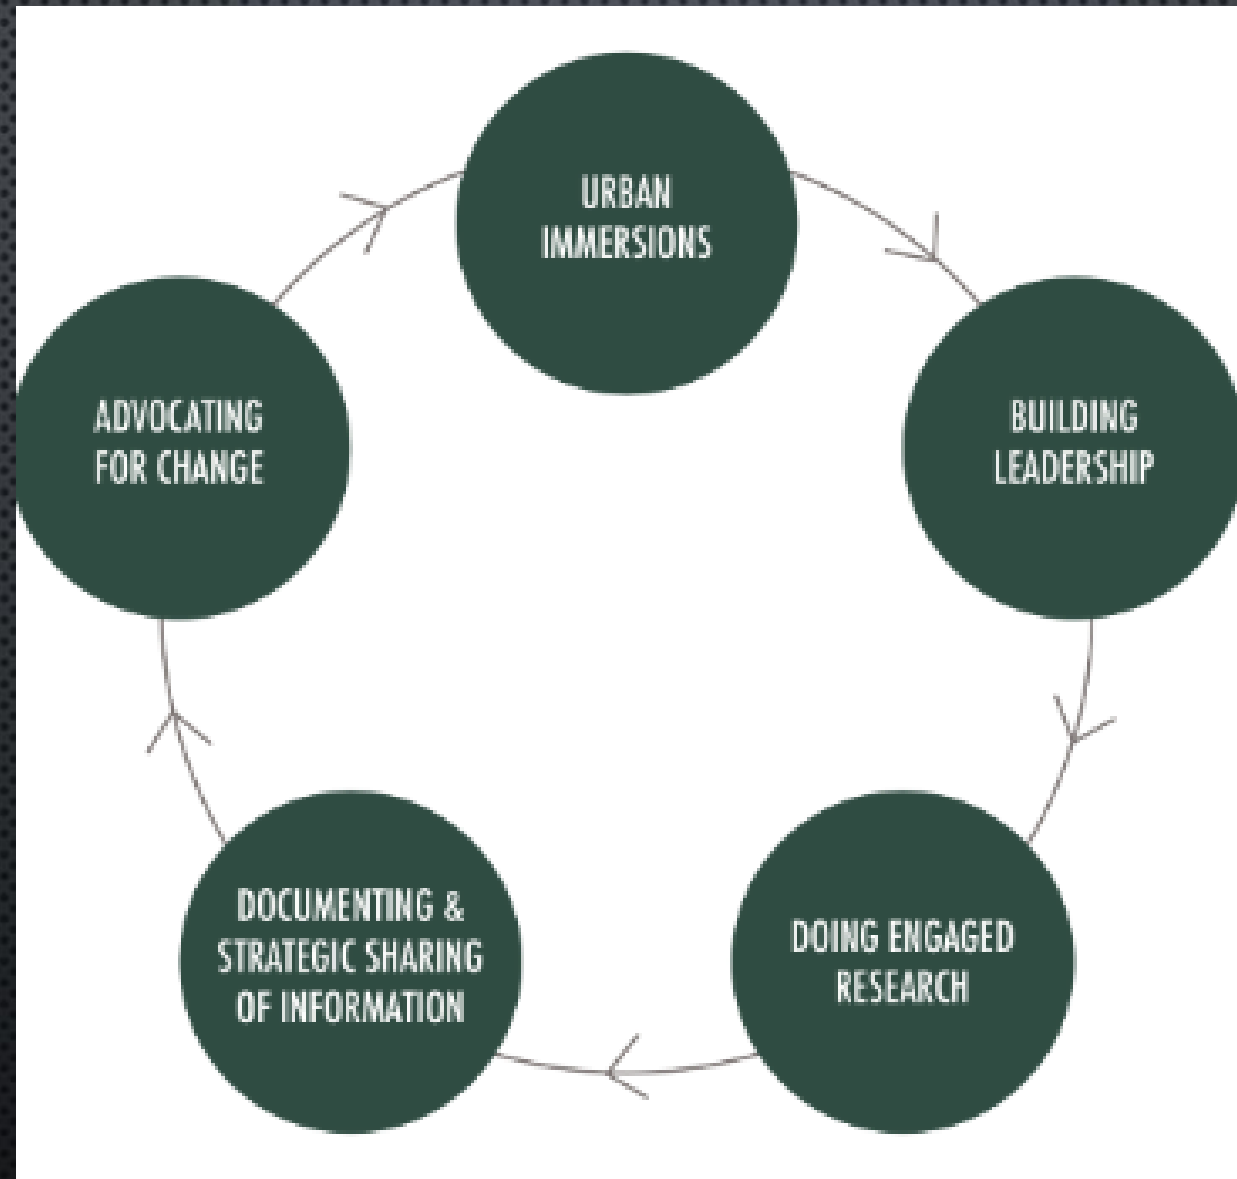 URBAN
IMMERSIONS
BUILDING
LEADERSHIP
DOING ENGAGED
RESEARCH
DOCUMENTING &
STRATEGIC SHARING
OF INFORMATION
ADVOCATING
FOR CHANGE